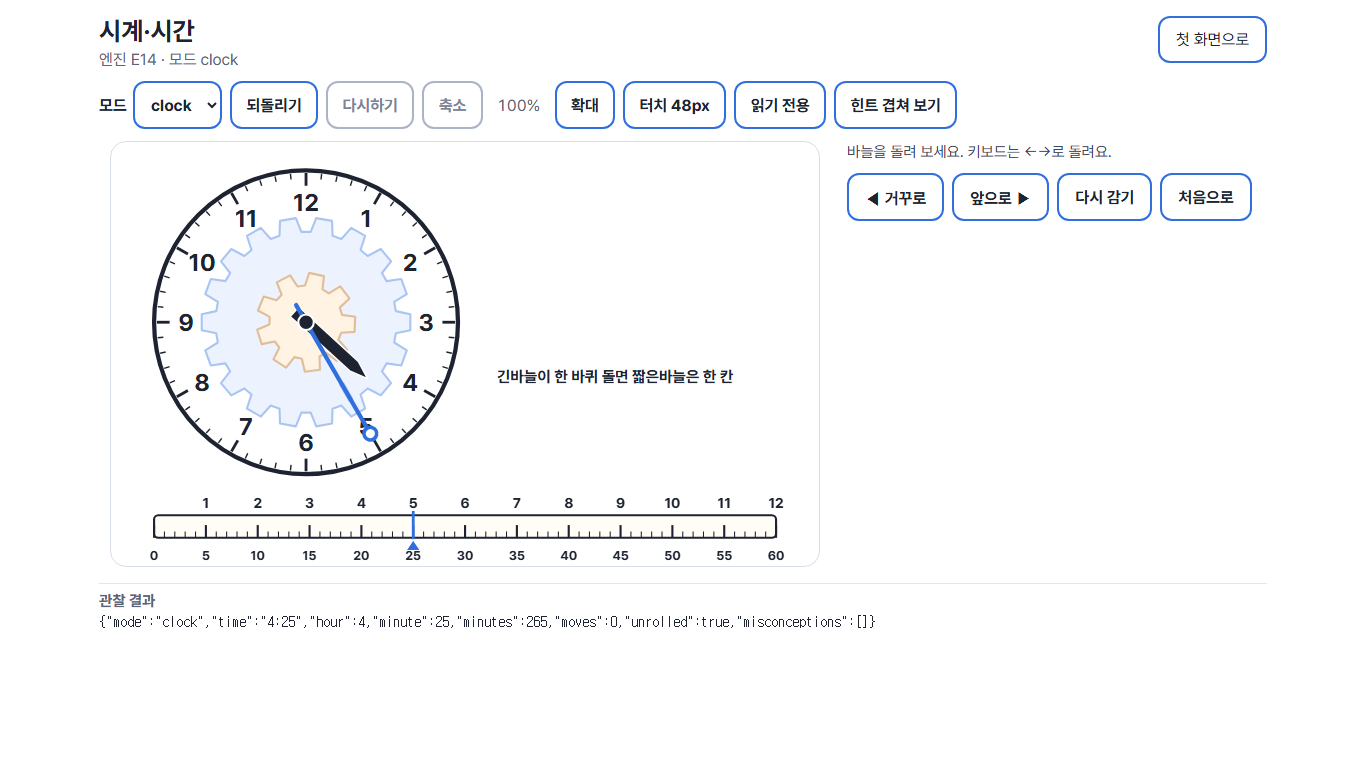 시계·시간
엔진 E14 · 모드 clock
첫 화면으로
모드 clock 되돌리기 다시하기 축소 100% 확대 터치 48px 읽기 전용 힌트 겹쳐 보기
바늘을 돌려 보세요. 키보드는 ←→로 돌려요.
◀ 거꾸로 앞으로 ▶ 다시 감기 처음으로
12
11 1
10 2
9 3
8 4
7 5
6
긴바늘이 한 바퀴 돌면 짧은바늘은 한 칸
1 2 3 4 5 6 7 8 9 10 11 12
0 5 10 15 20 25 30 35 40 45 50 55 60
관찰 결과
{"mode":"clock","time":"4:25","hour":4,"minute":25,"minutes":265,"moves":0,"unrolled":true,"misconceptions":[]}